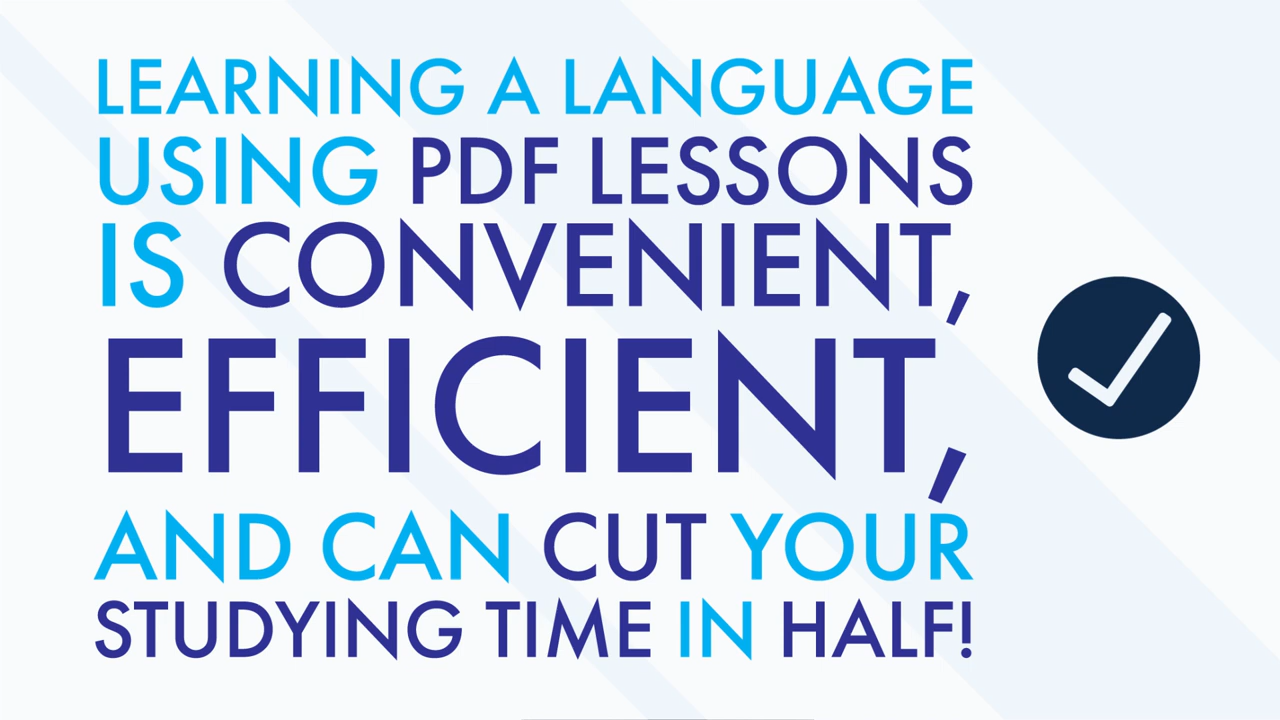 LEARNING A LANGUAGE
USING PDF LESSONS
IS CONVENIENT,
EFFICIENT,
AND CAN CUT YOUR
STUDYING TIME IN HALF!